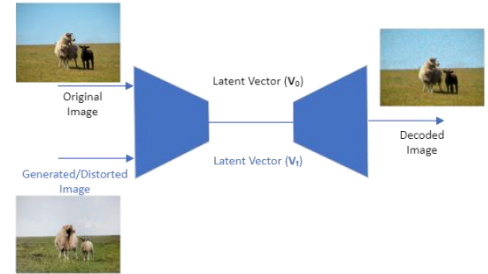 Latent Vector (V₀)
Original
Image
Decoded
Image
Latent Vector (V₁)
Generated/Distorted
Image